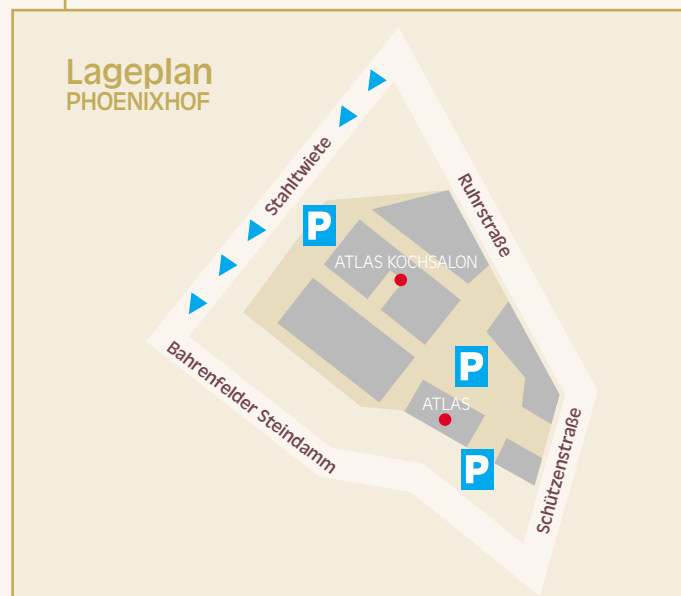 Lageplan
PHOENIXHOF
Stahltwiete
Ruhrstraße
P
ATLAS KOCHSALON
Bahrenfelder Steindamm
P
ATLAS
Schützenstraße
P